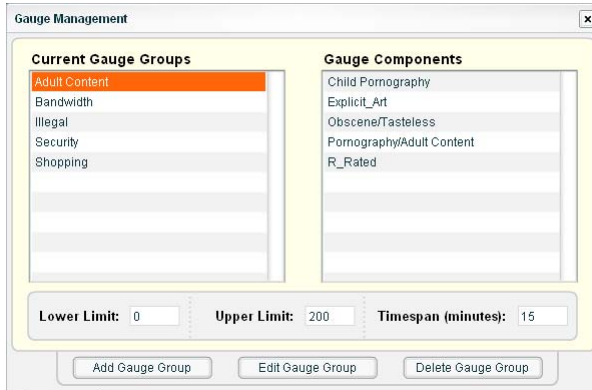 Gauge Management
Current Gauge Groups
Adult Content
Bandwidth
Illegal
Security
Shopping
Gauge Components
Child Pornography
Explicit_Art
Obscene/Tasteless
Pornography/Adult Content
R_Rated
Lower Limit: 0 Upper Limit: 200 Timespan (minutes): 15
Add Gauge Group Edit Gauge Group Delete Gauge Group